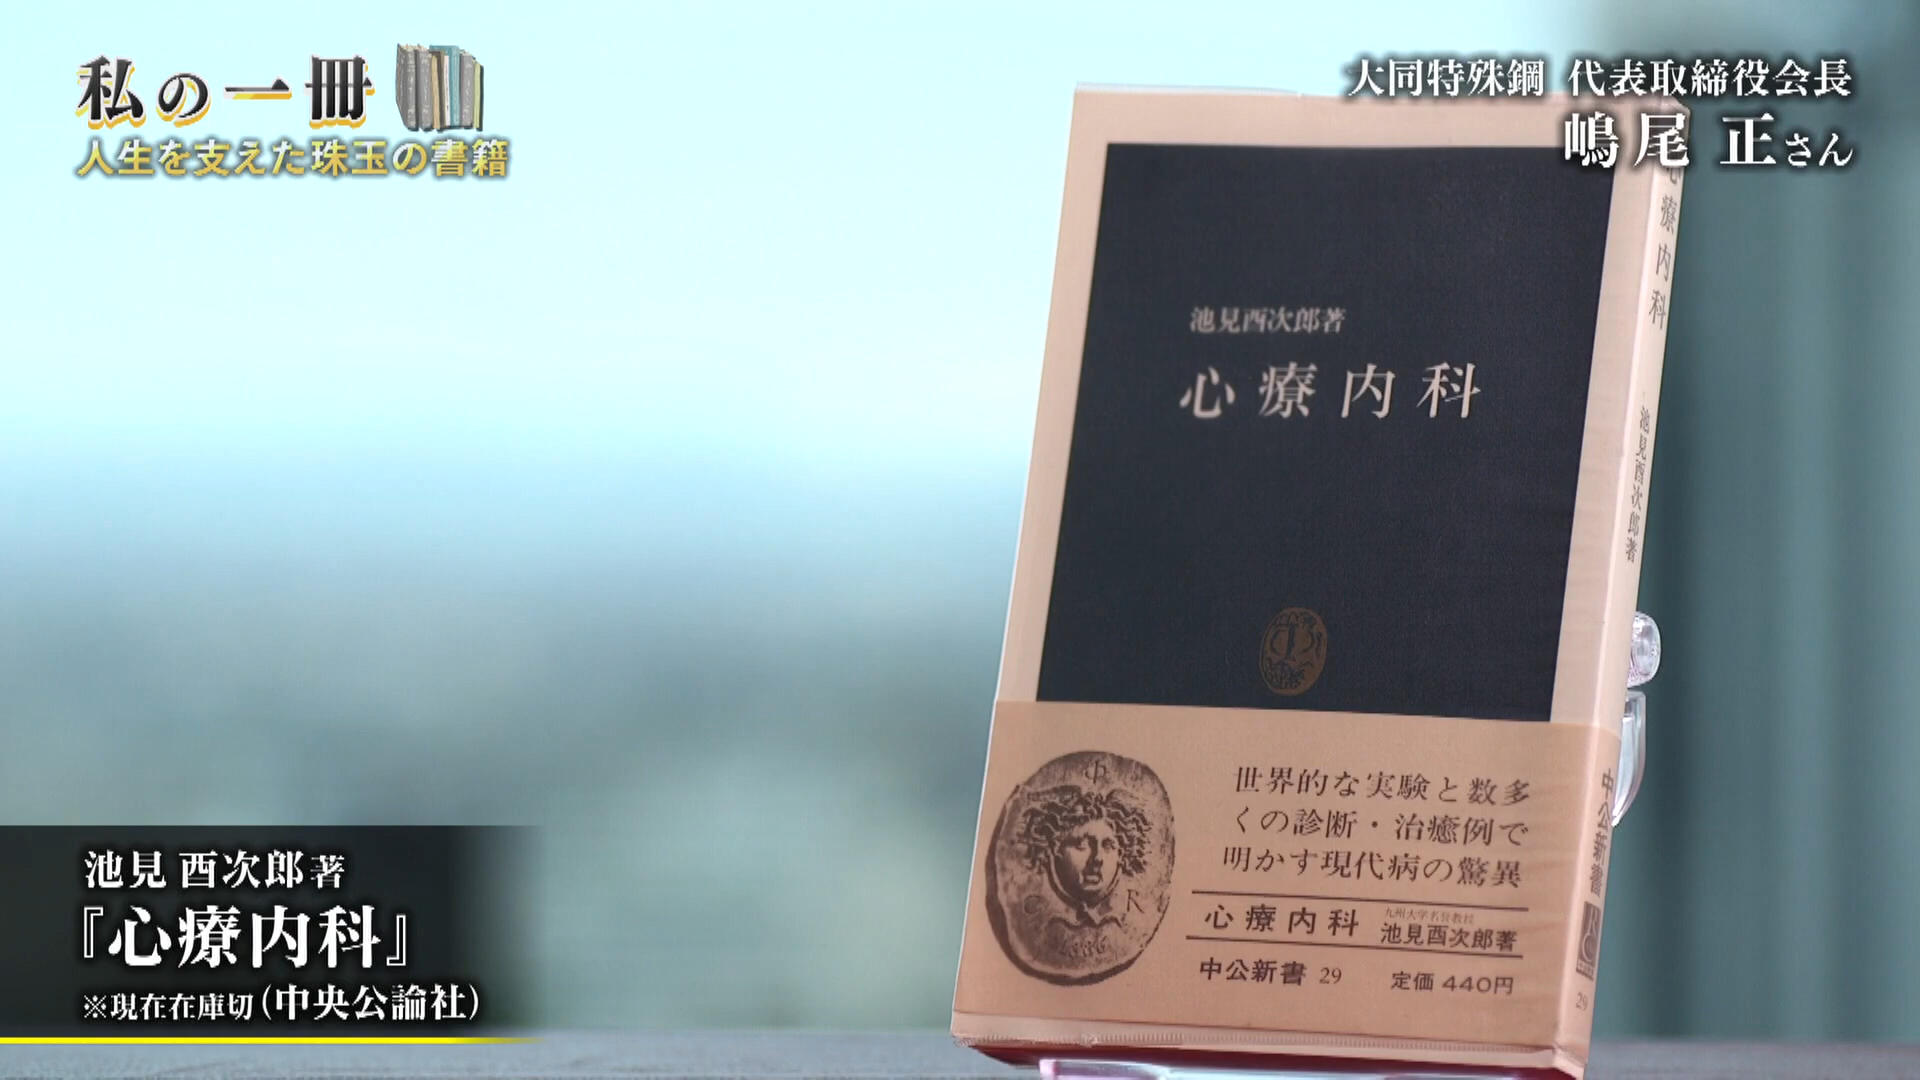 私の一冊
人生を支えた珠玉の書籍
大同特殊鋼 代表取締役会長
嶋尾 正さん
池見酉次郎著
心療内科
心療内科
池見酉次郎著
世界的な実験と数多
くの診断・治癒例で
明かす現代病の驚異
心療内科
九州大学名誉教授
池見酉次郎著
中公新書 29 定価 440円
中公新書
29
池見 酉次郎 著
『心療内科』
※現在在庫切(中央公論社)